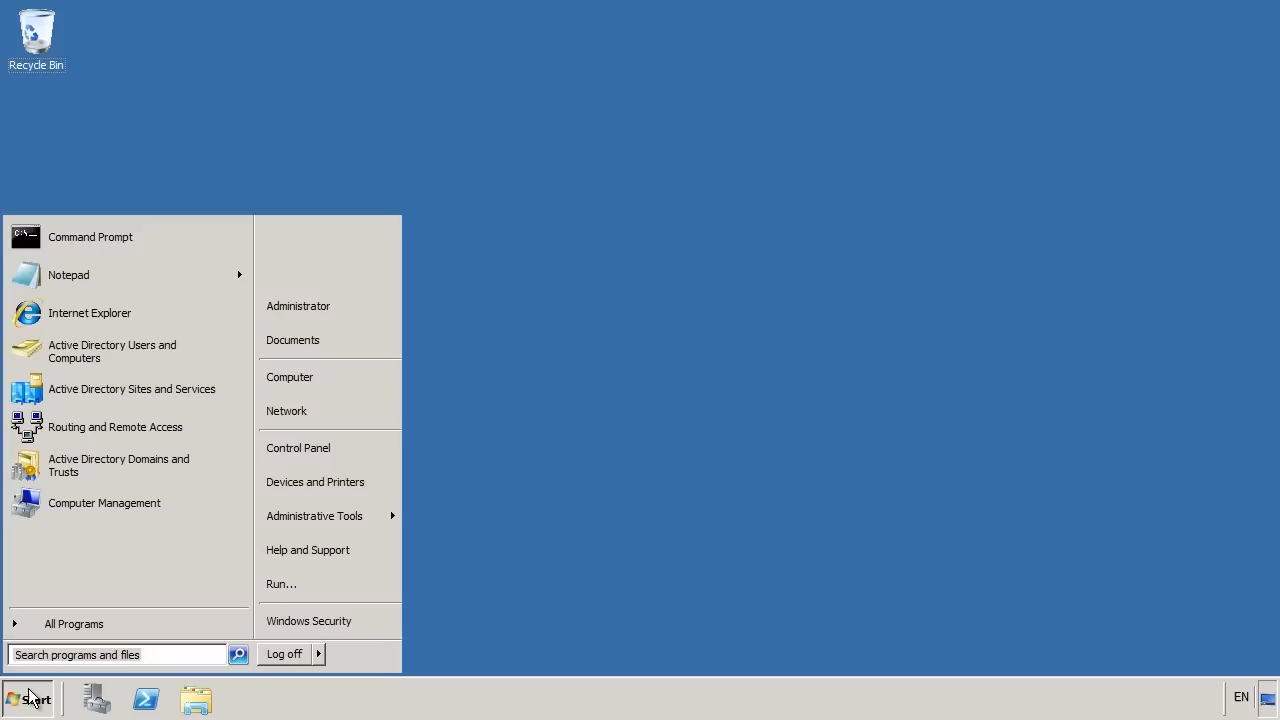 Recycle Bin
Command Prompt
Notepad
Internet Explorer
Active Directory Users and
Computers
Active Directory Sites and Services
Routing and Remote Access
Active Directory Domains and
Trusts
Computer Management
All Programs
Search programs and files
Administrator
Documents
Computer
Network
Control Panel
Devices and Printers
Administrative Tools
Help and Support
Run...
Windows Security
Log off
Start
EN